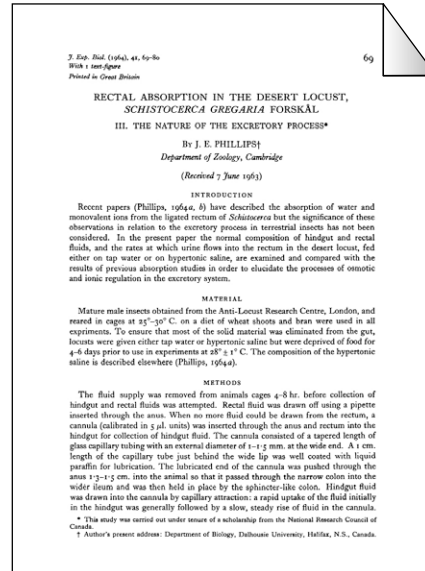 J. Exp. Biol. (1964), 41, 69-80
With 1 text-figure
Printed in Great Britain
69
RECTAL ABSORPTION IN THE DESERT LOCUST,
SCHISTOCERCA GREGARIA FORSKÅL
III. THE NATURE OF THE EXCRETORY PROCESS*
BY J. E. PHILLIPS†
Department of Zoology, Cambridge
(Received 7 June 1963)
INTRODUCTION
Recent papers (Phillips, 1964a, b) have described the absorption of water and
monovalent ions from the ligated rectum of Schistocerca but the significance of these
observations in relation to the excretory process in terrestrial insects has not been
considered. In the present paper the normal composition of hindgut and rectal
fluids, and the rates at which urine flows into the rectum in the desert locust, fed
either on tap water or on hypertonic saline, are examined and compared with the
results of previous absorption studies in order to elucidate the processes of osmotic
and ionic regulation in the excretory system.
MATERIAL
Mature male insects obtained from the Anti-Locust Research Centre, London, and
reared in cages at 25°-30° C. on a diet of wheat shoots and bran were used in all
experiments. To ensure that most of the solid material was eliminated from the gut,
locusts were given either tap water or hypertonic saline but were deprived of food for
4-6 days prior to use in experiments at 28° ± 1° C. The composition of the hypertonic
saline is described elsewhere (Phillips, 1964a).
METHODS
The fluid supply was removed from animals cages 4-8 hr. before collection of
hindgut and rectal fluids was attempted. Rectal fluid was drawn off using a pipette
inserted through the anus. When no more fluid could be drawn from the rectum, a
cannula (calibrated in 5 µl. units) was inserted through the anus and rectum into the
hindgut for collection of hindgut fluid. The cannula consisted of a tapered length of
glass capillary tubing with an external diameter of 1-1·5 mm. at the wide end. A 1 cm.
length of the capillary tube just behind the wide lip was well coated with liquid
paraffin for lubrication. The lubricated end of the cannula was pushed through the
anus 1·3-1·5 cm. into the animal so that it passed through the narrow colon into the
wider ileum and was then held in place by the sphincter-like colon. Hindgut fluid
was drawn into the cannula by capillary attraction: a rapid uptake of the fluid initially
in the hindgut was generally followed by a slow, steady rise of fluid in the cannula.
* This study was carried out under tenure of a scholarship from the National Research Council of
Canada.
† Author's present address: Department of Biology, Dalhousie University, Halifax, N.S., Canada.